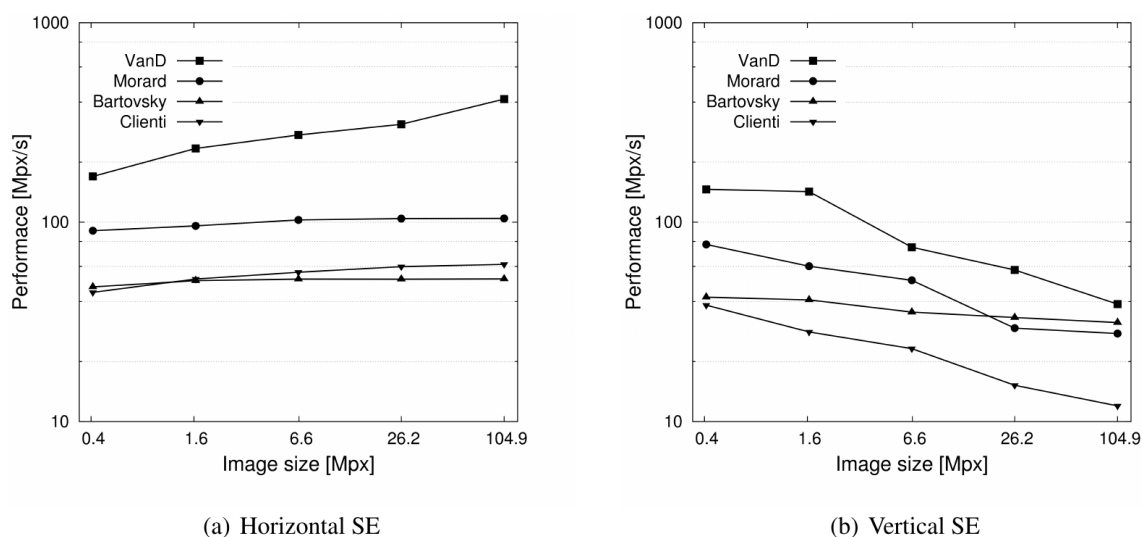 1000
VanD
Morard
Bartovsky
Clienti
100
10
Performace [Mpx/s]
0.4 1.6 6.6 26.2 104.9
Image size [Mpx]
(a) Horizontal SE
1000
VanD
Morard
Bartovsky
Clienti
100
10
Performace [Mpx/s]
0.4 1.6 6.6 26.2 104.9
Image size [Mpx]
(b) Vertical SE